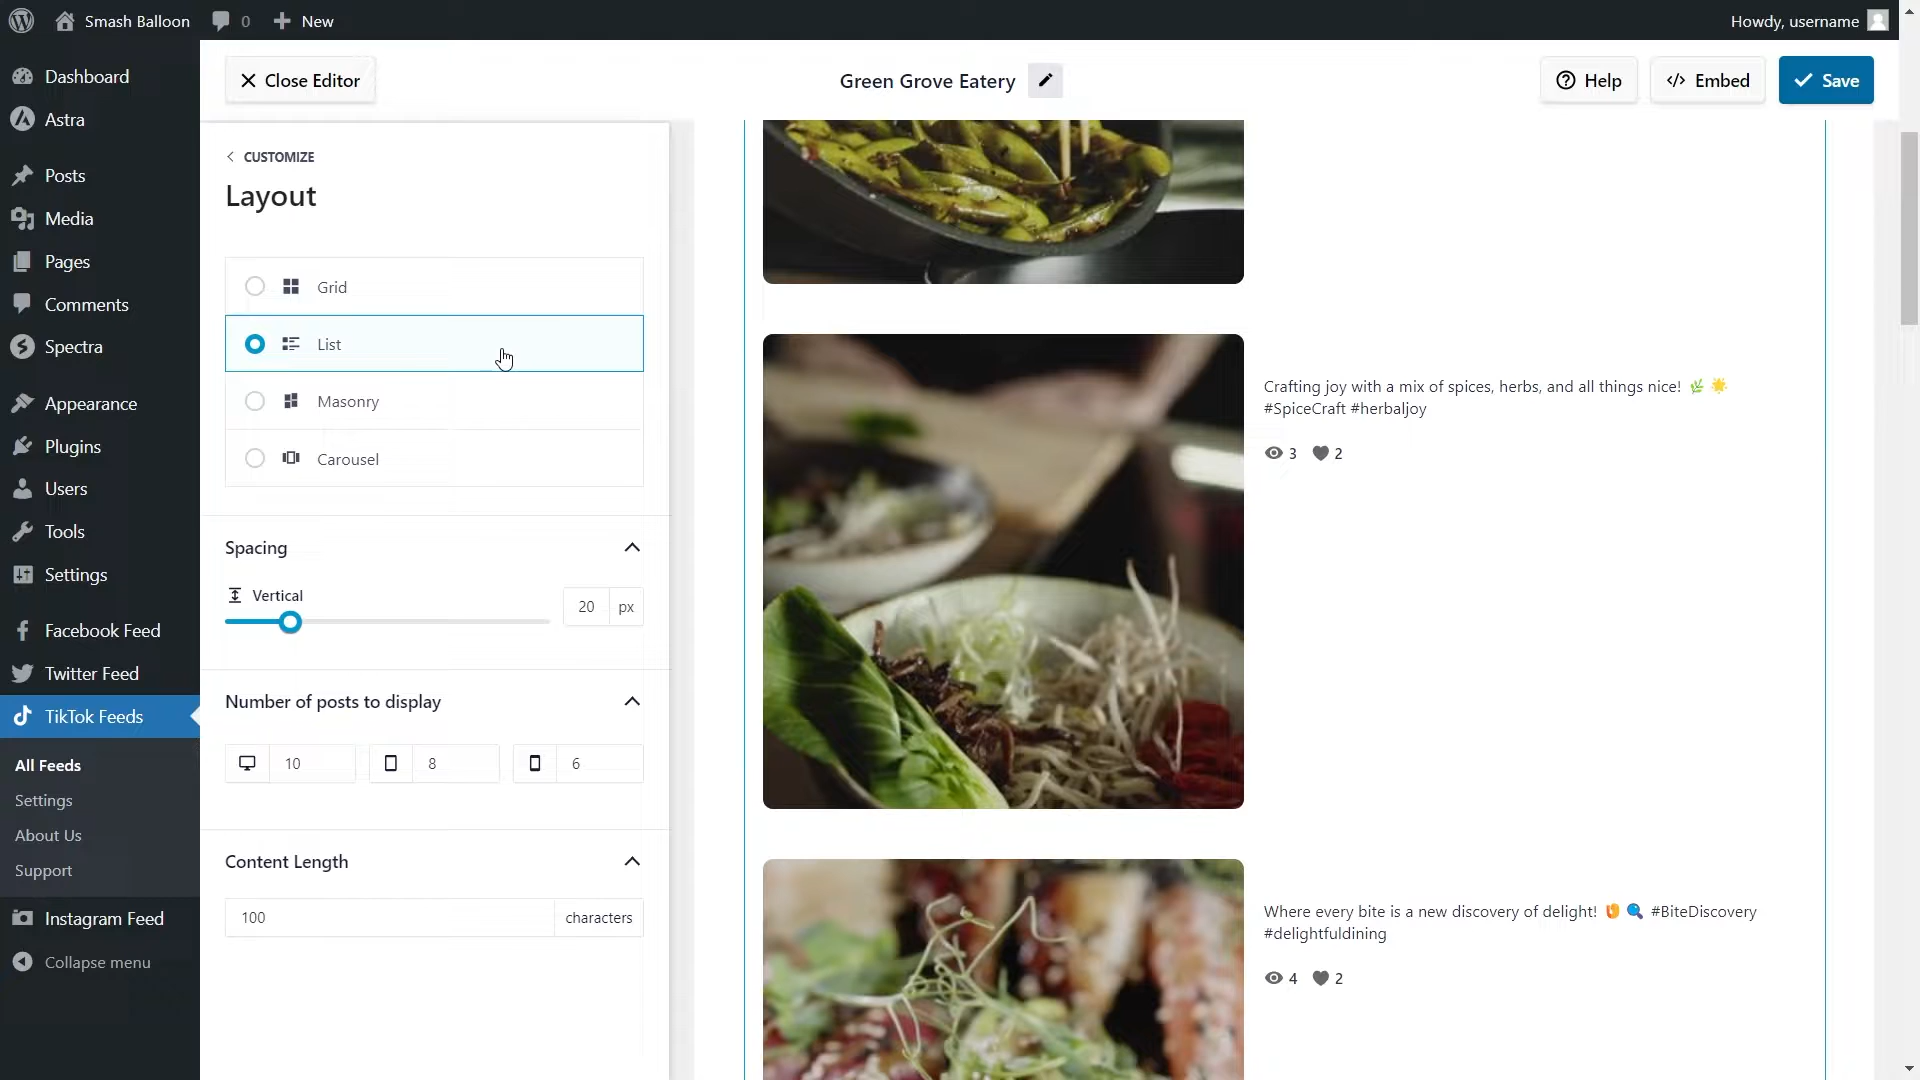 Smash Balloon
0
New
Howdy, username
Dashboard
Astra
Posts
Media
Pages
Comments
Spectra
Appearance
Plugins
Users
Tools
Settings
Facebook Feed
Twitter Feed
TikTok Feeds
All Feeds
Settings
About Us
Support
Instagram Feed
Collapse menu
Close Editor
Green Grove Eatery
Help
</> Embed
Save
CUSTOMIZE
Layout
Grid
List
Masonry
Carousel
Spacing
Vertical
20 px
Number of posts to display
10
8
6
Content Length
100 characters
Crafting joy with a mix of spices, herbs, and all things nice! 🌿 🌟
#SpiceCraft #herbaljoy
3 2
Where every bite is a new discovery of delight! 🥠 🔍 #BiteDiscovery
#delightfuldining
4 2